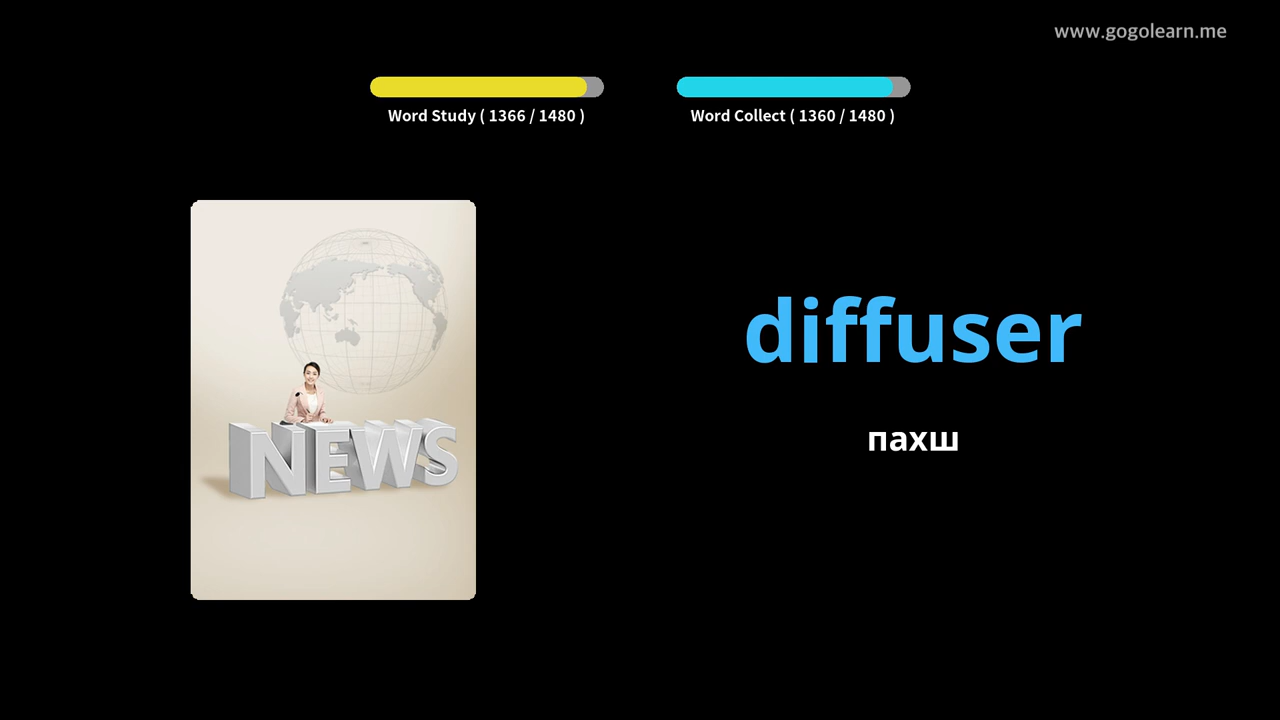 www.gogolearn.me
Word Study ( 1366 / 1480 )
Word Collect ( 1360 / 1480 )
NEWS
diffuser
пахш